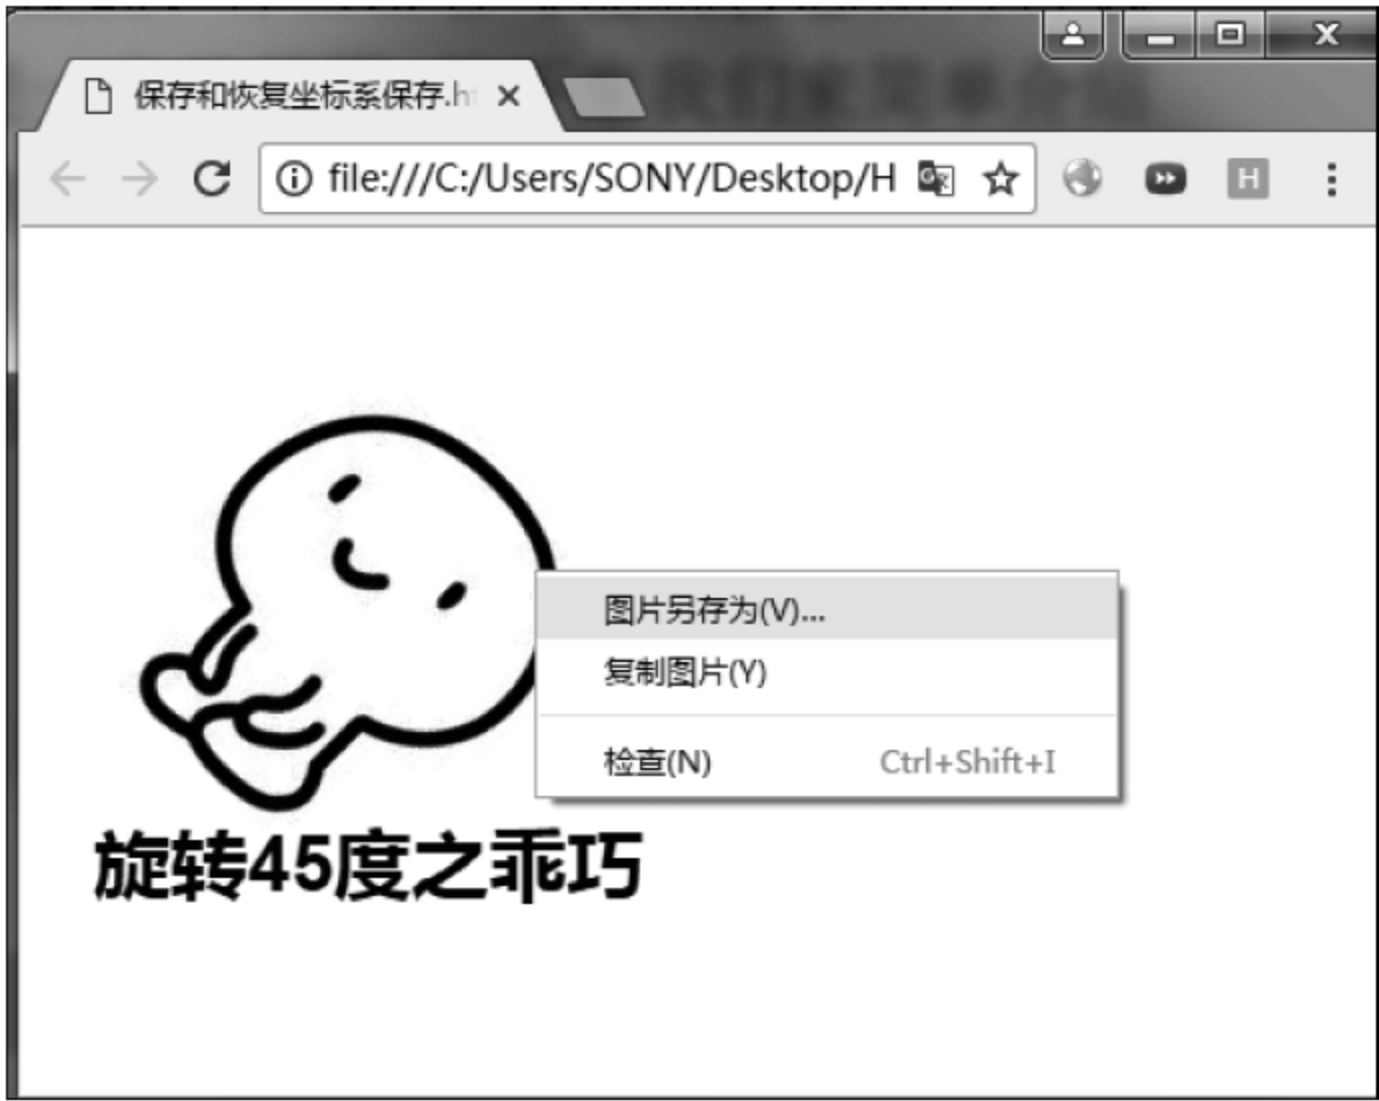 保存和恢复坐标系保存.ht
file:///C:/Users/SONY/Desktop/H
H
图片另存为(V)...
复制图片(Y)
检查(N) Ctrl+Shift+I
旋转45度之乖巧